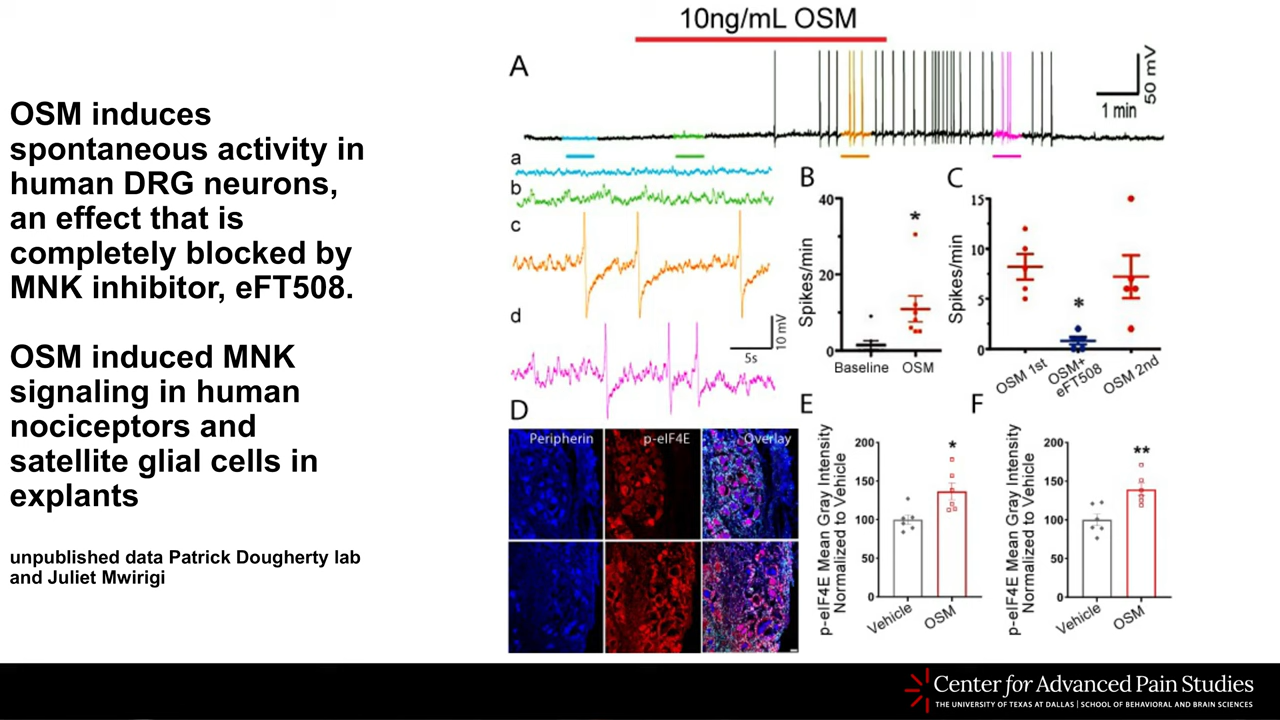 OSM induces
spontaneous activity in
human DRG neurons,
an effect that is
completely blocked by
MNK inhibitor, eFT508.
OSM induced MNK
signaling in human
nociceptors and
satellite glial cells in
explants
unpublished data Patrick Dougherty lab
and Juliet Mwirigi
10ng/mL OSM
A
50 mV
1 min
a
b
c
d
10 mV
5s
B
Spikes/min
40
20
0
*
Baseline
OSM
C
Spikes/min
15
10
5
0
*
OSM 1st
OSM+
eFT508
OSM 2nd
D
Peripherin
p-eIF4E
Overlay
E
p-eIF4E Mean Gray Intensity
Normalized to Vehicle
200
150
100
50
0
*
Vehicle
OSM
F
p-eIF4E Mean Gray Intensity
Normalized to Vehicle
200
150
100
50
0
**
Vehicle
OSM
Center for Advanced Pain Studies
THE UNIVERSITY OF TEXAS AT DALLAS | SCHOOL OF BEHAVIORAL AND BRAIN SCIENCES